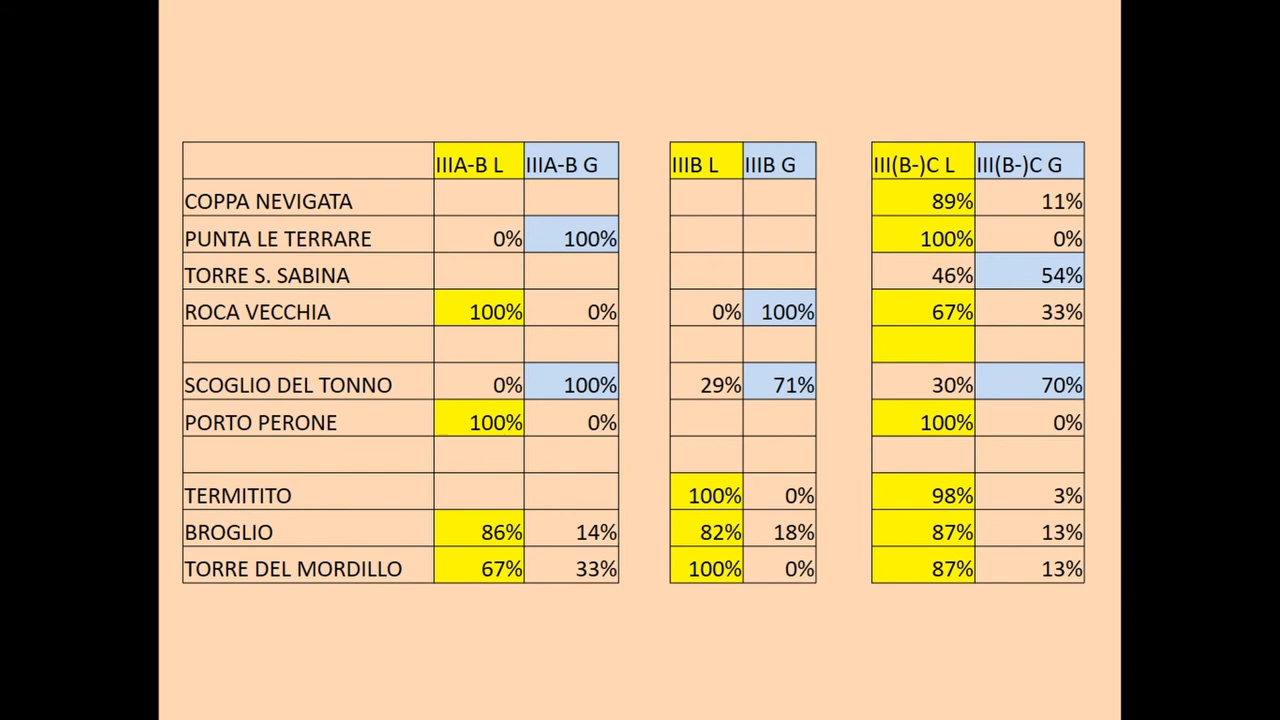 IIIA-B L IIIA-B G IIIB L IIIB G III(B-)C L III(B-)C G
COPPA NEVIGATA 89% 11%
PUNTA LE TERRARE 0% 100% 100% 0%
TORRE S. SABINA 46% 54%
ROCA VECCHIA 100% 0% 0% 100% 67% 33%
SCOGLIO DEL TONNO 0% 100% 29% 71% 30% 70%
PORTO PERONE 100% 0% 100% 0%
TERMITITO 100% 0% 98% 3%
BROGLIO 86% 14% 82% 18% 87% 13%
TORRE DEL MORDILLO 67% 33% 100% 0% 87% 13%